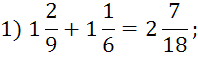 1) 1 2/9 + 1 1/6 = 2 7/18;